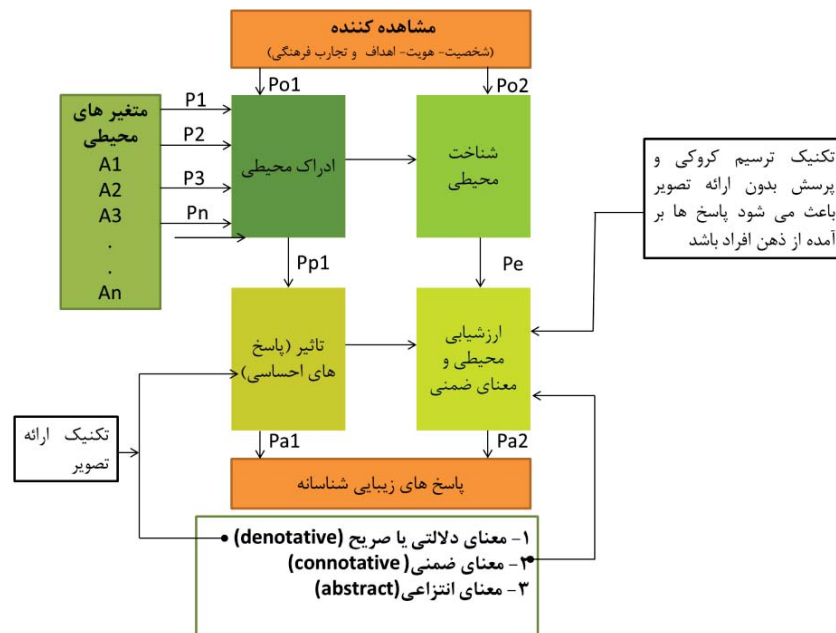 مشاهده کننده
(شخصیت- هویت- اهداف و تجارب فرهنگی)
Po1
Po2
متغیر های
محیطی
A1
A2
A3
.
.
An
P1
P2
P3
Pn
ادراک محیطی
شناخت
محیطی
تکنیک ترسیم کروکی و
پرسش بدون ارائه تصویر
باعث می شود پاسخ ها بر
آمده از ذهن افراد باشد
Pp1
Pe
تاثیر (پاسخ
های احساسی)
ارزشیابی
محیطی و
معنای ضمنی
تکنیک ارائه
تصویر
Pa1
Pa2
پاسخ های زیبایی شناسانه
۱- معنای دلالتی یا صریح (denotative)
۲- معنای ضمنی(connotative)
۳- معنای انتزاعی(abstract)